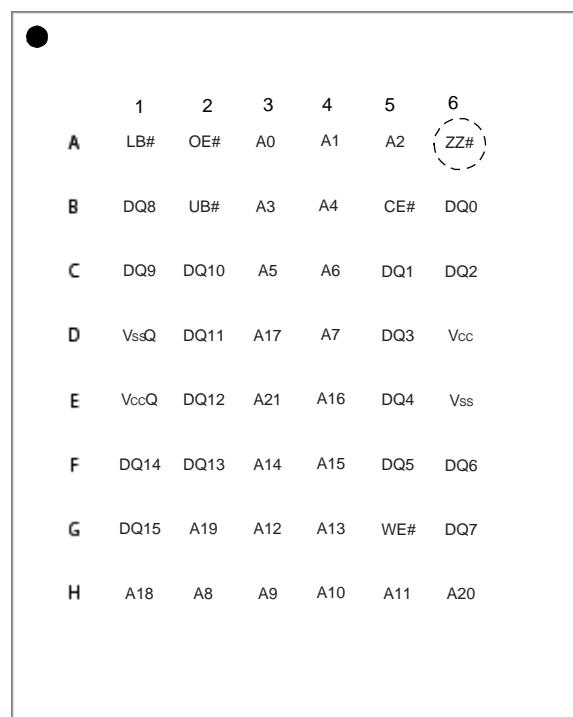 1 2 3 4 5 6
A LB# OE# A0 A1 A2 ZZ#
B DQ8 UB# A3 A4 CE# DQ0
C DQ9 DQ10 A5 A6 DQ1 DQ2
D VssQ DQ11 A17 A7 DQ3 Vcc
E VccQ DQ12 A21 A16 DQ4 Vss
F DQ14 DQ13 A14 A15 DQ5 DQ6
G DQ15 A19 A12 A13 WE# DQ7
H A18 A8 A9 A10 A11 A20